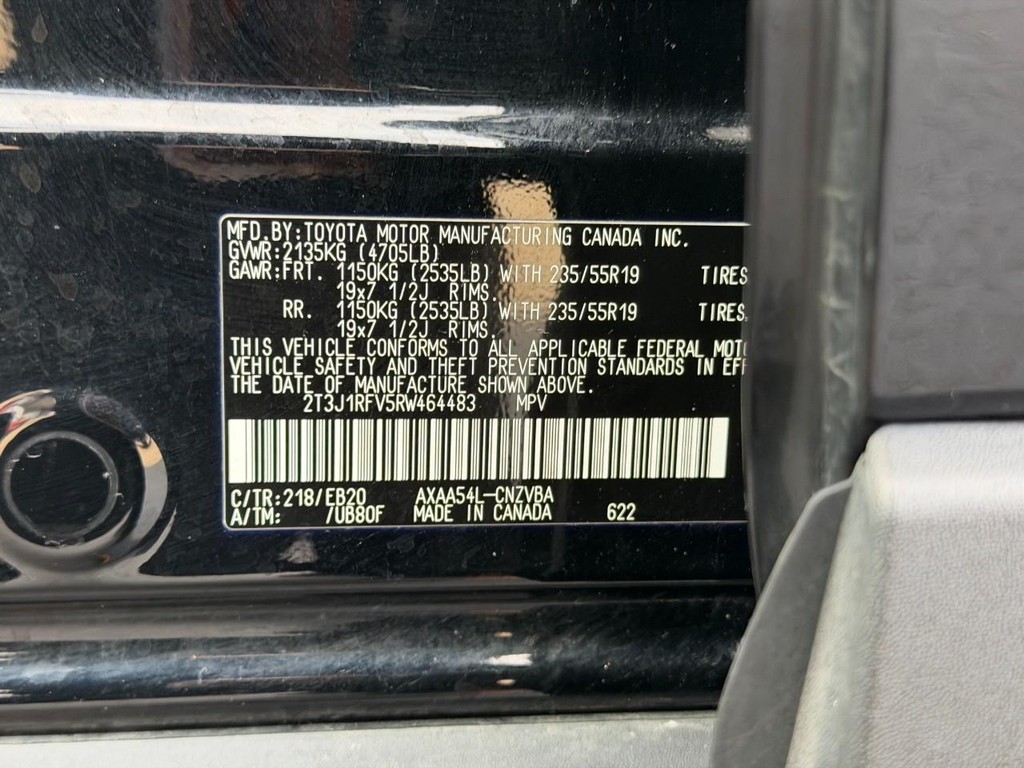 MFD. BY: TOYOTA MOTOR MANUFACTURING CANADA INC.
GVWR: 2135KG (4705LB)
GAWR: FRT. 1150KG (2535LB) WITH 235/55R19 TIRES
19x7 1/2J RIMS.
RR. 1150KG (2535LB) WITH 235/55R19 TIRES
19x7 1/2J RIMS.
THIS VEHICLE CONFORMS TO ALL APPLICABLE FEDERAL
VEHICLE SAFETY AND THEFT PREVENTION STANDARDS IN
THE DATE OF MANUFACTURE SHOWN ABOVE.
2T3J1RFV5RW464483 MPV
C/TR: 218/EB20 AXAA54L-CNZVBA
A/TM: /UB80F MADE IN CANADA 622